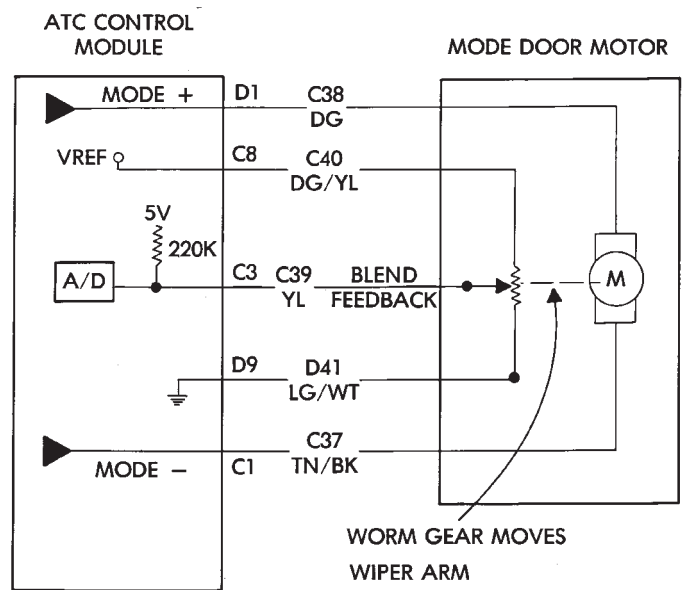 ATC CONTROL
MODULE
MODE DOOR MOTOR
MODE +
D1
C38
DG
VREF
C8
C40
DG/YL
5V
220K
A/D
C3
C39
YL
BLEND
FEEDBACK
M
D9
D41
LG/WT
MODE −
C1
C37
TN/BK
WORM GEAR MOVES
WIPER ARM